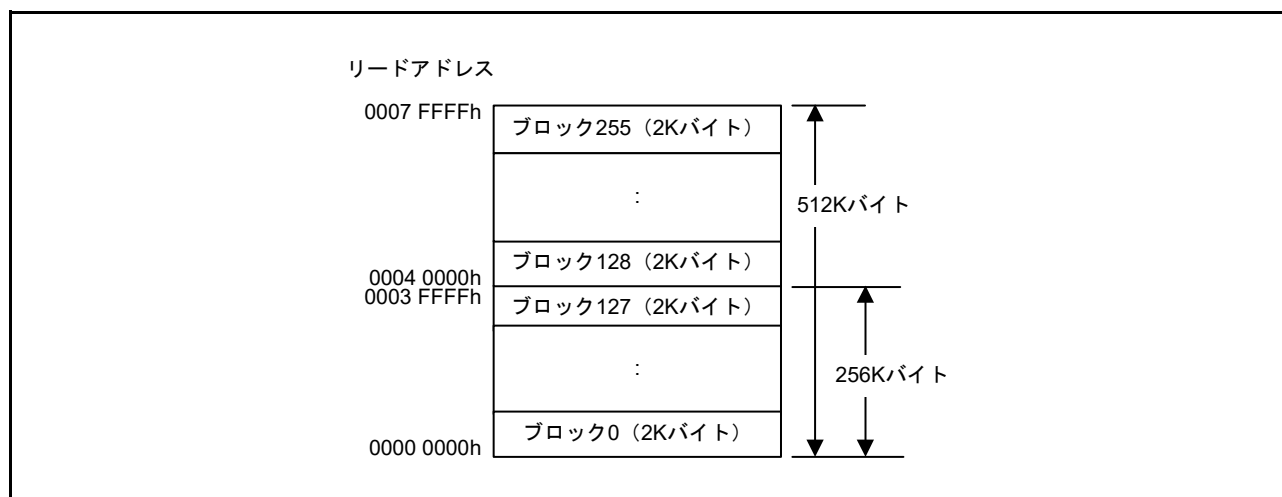 リードアドレス
0007 FFFFh
ブロック255（2Kバイト）
:
512Kバイト
ブロック128（2Kバイト）
0004 0000h
0003 FFFFh
ブロック127（2Kバイト）
:
256Kバイト
ブロック0（2Kバイト）
0000 0000h